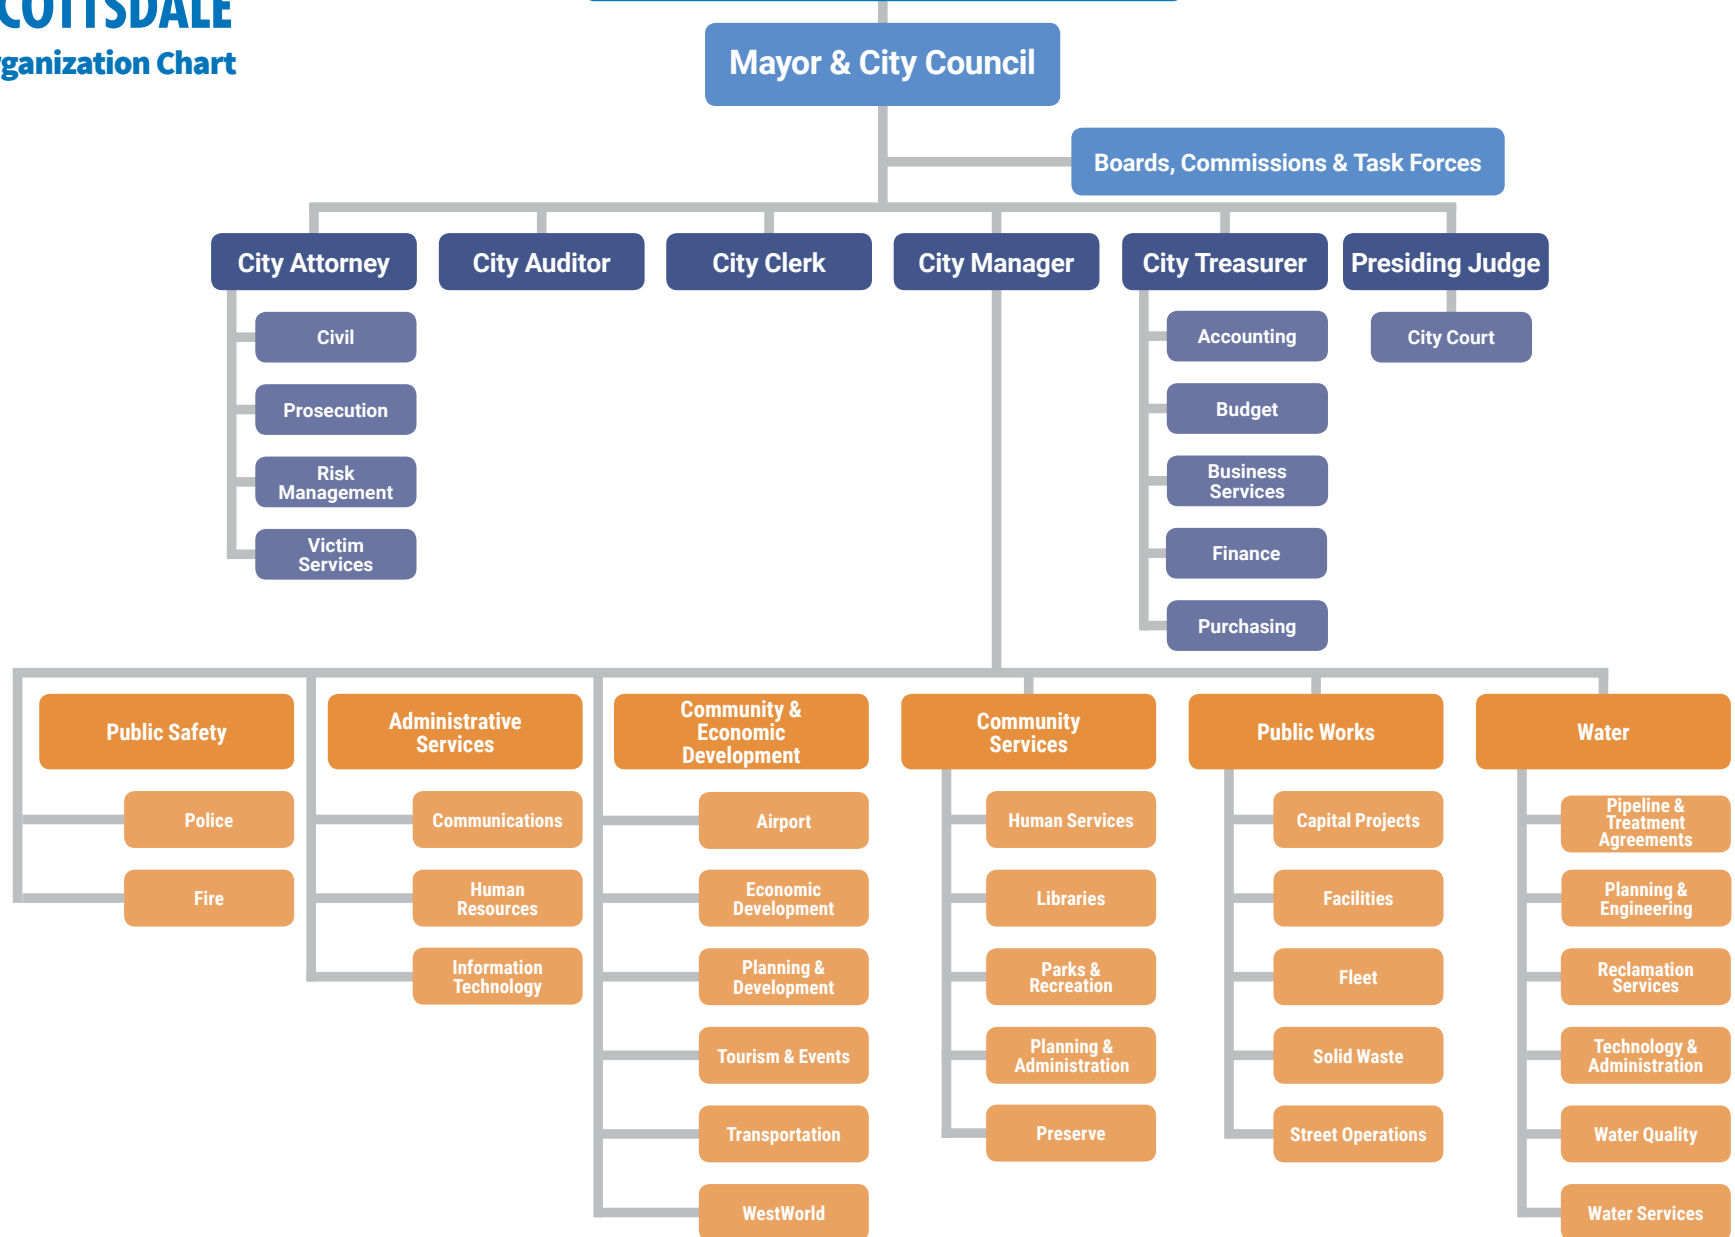 COTTSDALE
ganization Chart
Mayor & City Council
Boards, Commissions & Task Forces
City Attorney
City Auditor
City Clerk
City Manager
City Treasurer
Presiding Judge
Civil
Prosecution
Risk
Management
Victim
Services
Accounting
Budget
Business
Services
Finance
Purchasing
City Court
Public Safety
Police
Fire
Administrative
Services
Communications
Human
Resources
Information
Technology
Community &
Economic
Development
Airport
Economic
Development
Planning &
Development
Tourism & Events
Transportation
WestWorld
Community
Services
Human Services
Libraries
Parks &
Recreation
Planning &
Administration
Preserve
Public Works
Capital Projects
Facilities
Fleet
Solid Waste
Street Operations
Water
Pipeline &
Treatment
Agreements
Planning &
Engineering
Reclamation
Services
Technology &
Administration
Water Quality
Water Services